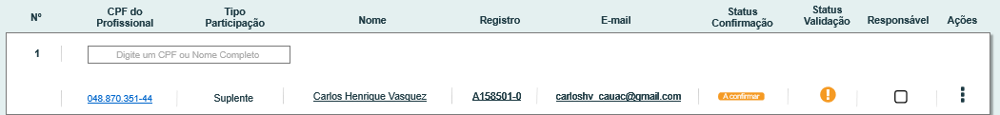 Nº CPF do Profissional Tipo Participação Nome Registro E-mail Status Confirmação Status Validação Responsável Ações
1 Digite um CPF ou Nome Completo
048.870.351-44 Suplente Carlos Henrique Vasquez A158501-0 carloshv_cauac@gmail.com A confirmar